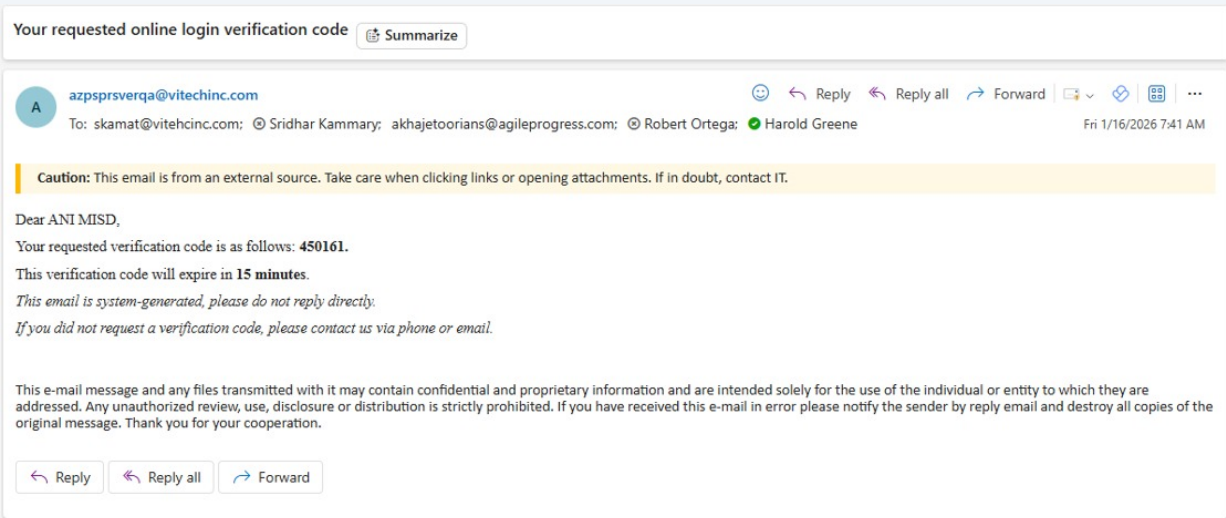 Your requested online login verification code Summarize
A
azpsprsverqa@vitechinc.com
Reply Reply all Forward
To: skamat@vitehcinc.com; Sridhar Kammary; akhajetoorians@agileprogress.com; Robert Ortega; Harold Greene
Fri 1/16/2026 7:41 AM
Caution: This email is from an external source. Take care when clicking links or opening attachments. If in doubt, contact IT.
Dear ANI MISD,
Your requested verification code is as follows: 450161.
This verification code will expire in 15 minutes.
This email is system-generated, please do not reply directly.
If you did not request a verification code, please contact us via phone or email.
This e-mail message and any files transmitted with it may contain confidential and proprietary information and are intended solely for the use of the individual or entity to which they are
addressed. Any unauthorized review, use, disclosure or distribution is strictly prohibited. If you have received this e-mail in error please notify the sender by reply email and destroy all copies of the
original message. Thank you for your cooperation.
Reply Reply all Forward